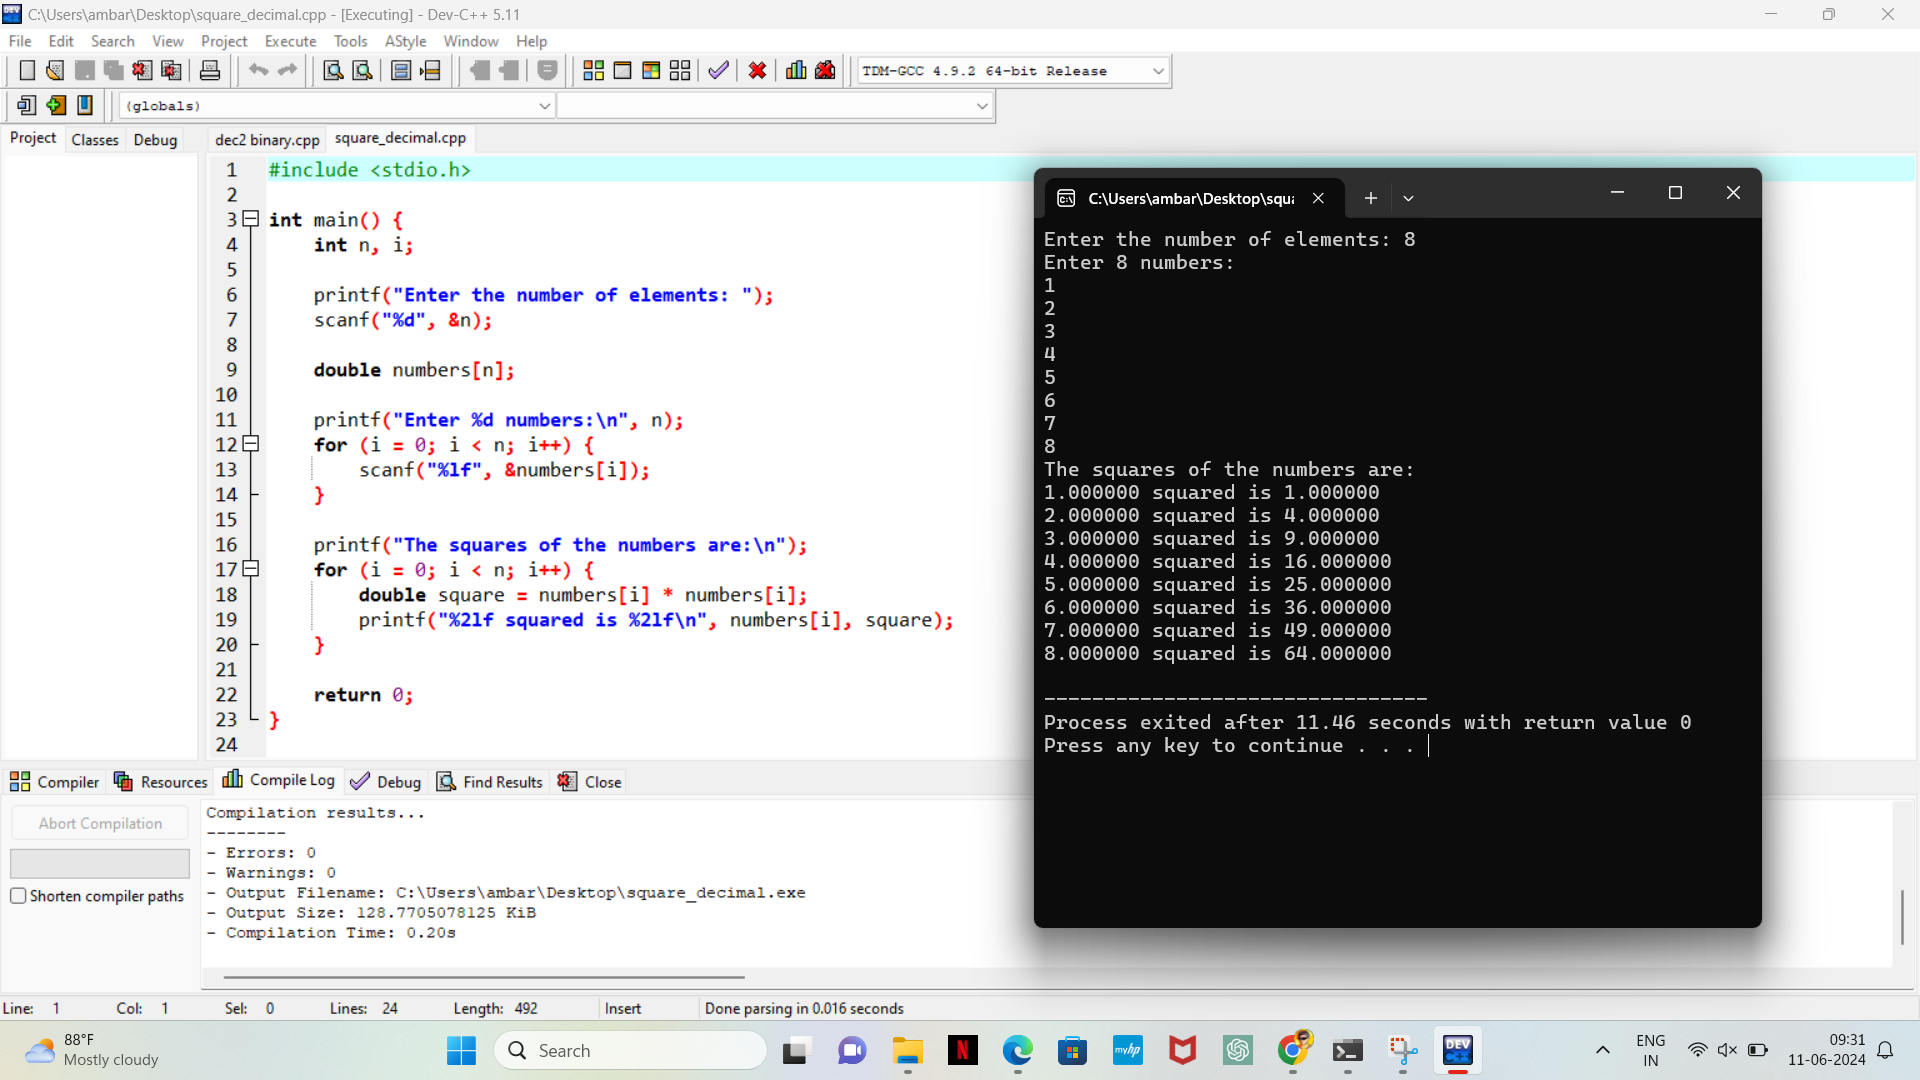 C:\Users\ambar\Desktop\square_decimal.cpp - [Executing] - Dev-C++ 5.11
File Edit Search View Project Execute Tools AStyle Window Help
TDM-GCC 4.9.2 64-bit Release
(globals)
Project Classes Debug
dec2 binary.cpp square_decimal.cpp
1 #include <stdio.h>
2
3 int main() {
4 int n, i;
5
6 printf("Enter the number of elements: ");
7 scanf("%d", &n);
8
9 double numbers[n];
10
11 printf("Enter %d numbers:\n", n);
12 for (i = 0; i < n; i++) {
13 scanf("%lf", &numbers[i]);
14 }
15
16 printf("The squares of the numbers are:\n");
17 for (i = 0; i < n; i++) {
18 double square = numbers[i] * numbers[i];
19 printf("%2lf squared is %2lf\n", numbers[i], square);
20 }
21
22 return 0;
23 }
24
C:\Users\ambar\Desktop\squa
Enter the number of elements: 8
Enter 8 numbers:
1
2
3
4
5
6
7
8
The squares of the numbers are:
1.000000 squared is 1.000000
2.000000 squared is 4.000000
3.000000 squared is 9.000000
4.000000 squared is 16.000000
5.000000 squared is 25.000000
6.000000 squared is 36.000000
7.000000 squared is 49.000000
8.000000 squared is 64.000000
--------------------------------
Process exited after 11.46 seconds with return value 0
Press any key to continue . . .
Compiler Resources Compile Log Debug Find Results Close
Abort Compilation
Shorten compiler paths
Compilation results...
--------
- Errors: 0
- Warnings: 0
- Output Filename: C:\Users\ambar\Desktop\square_decimal.exe
- Output Size: 128.7705078125 KiB
- Compilation Time: 0.20s
Line: 1 Col: 1 Sel: 0 Lines: 24 Length: 492 Insert Done parsing in 0.016 seconds
88°F
Mostly cloudy
Search
N
myhp
DEV
C++
ENG
IN
09:31
11-06-2024